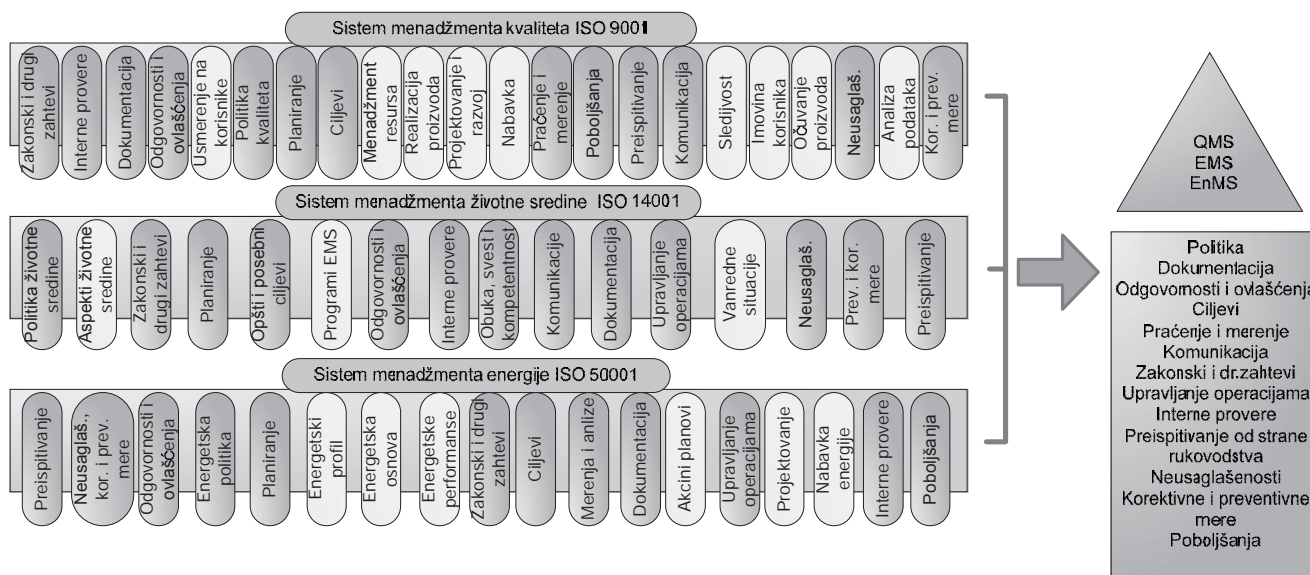 Sistem menadžmenta kvaliteta ISO 9001
Zakonski i drugi
zahtevi
Interne provere
Dokumentacija
Odgovornosti i
ovlašćenja
Usmerenje na
korisnike
Politika
kvaliteta
Planiranje
Ciljevi
Menadžment
resursa
Realizacija
proizvoda
Projektovanje i
razvoj
Nabavka
Praćenje i
merenje
Poboljšanja
Preispitivanje
Komunikacija
Sledljivost
Imovina
korisnika
Očuvanje
proizvoda
Neusaglaš.
Analiza
podataka
Kor. i prev.
mere
Sistem menadžmenta životne sredine ISO 14001
Politika životne
sredine
Aspekti životne
sredine
Zakonski i
drugi zahtevi
Planiranje
Opšti i posebni
ciljevi
Programi EMS
Odgovornosti i
ovlašćenja
Interne provere
Obuka, svest i
kompetentnost
Komunikacije
Dokumentacija
Upravljanje
operacijama
Vanredne
situacije
Neusaglaš.
Prev. i kor.
mere
Preispitivanje
Sistem menadžmenta energije ISO 50001
Preispitivanje
Neusaglaš.,
kor. i prev.
mere
Odgovornosti i
ovlašćenja
Energetska
politika
Planiranje
Energetski
profil
Energetska
osnova
Energetske
performanse
Zakonski i drugi
zahtevi
Ciljevi
Merenja i anlize
Dokumentacija
Akcini planovi
Upravljanje
operacijama
Projektovanje
Nabavka
energije
Interne provere
Poboljšanja
QMS
EMS
EnMS
Politika
Dokumentacija
Odgovornosti i ovlašćenja
Ciljevi
Praćenje i merenje
Komunikacija
Zakonski i dr.zahtevi
Upravljanje operacijama
Interne provere
Preispitivanje od strane
rukovodstva
Neusaglašenosti
Korektivne i preventivne
mere
Poboljšanja